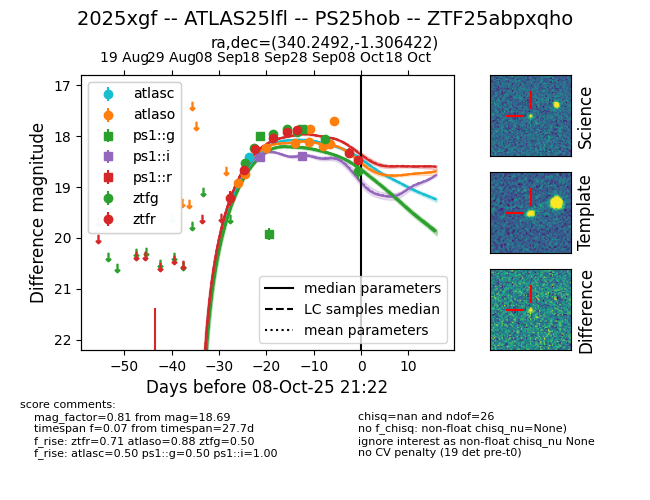 2025xgf -- ATLAS25lfl -- PS25hob -- ZTF25abpxqho
ra,dec=(340.2492,-1.306422)
19 Aug 29 Aug 08 Sep 18 Sep 28 Sep 08 Oct 18 Oct
17
18
19
20
21
22
Difference magnitude
atlasc
atlaso
ps1::g
ps1::i
ps1::r
ztfg
ztfr
median parameters
LC samples median
mean parameters
−50 −40 −30 −20 −10 0 10
Days before 08-Oct-25 21:22
Science
Template
Difference
score comments:
mag_factor=0.81 from mag=18.69
timespan f=0.07 from timespan=27.7d
f_rise: ztfr=0.71 atlaso=0.88 ztfg=0.50
f_rise: atlasc=0.50 ps1::g=0.50 ps1::i=1.00
chisq=nan and ndof=26
no f_chisq: non-float chisq_nu=None)
ignore interest as non-float chisq_nu None
no CV penalty (19 det pre-t0)